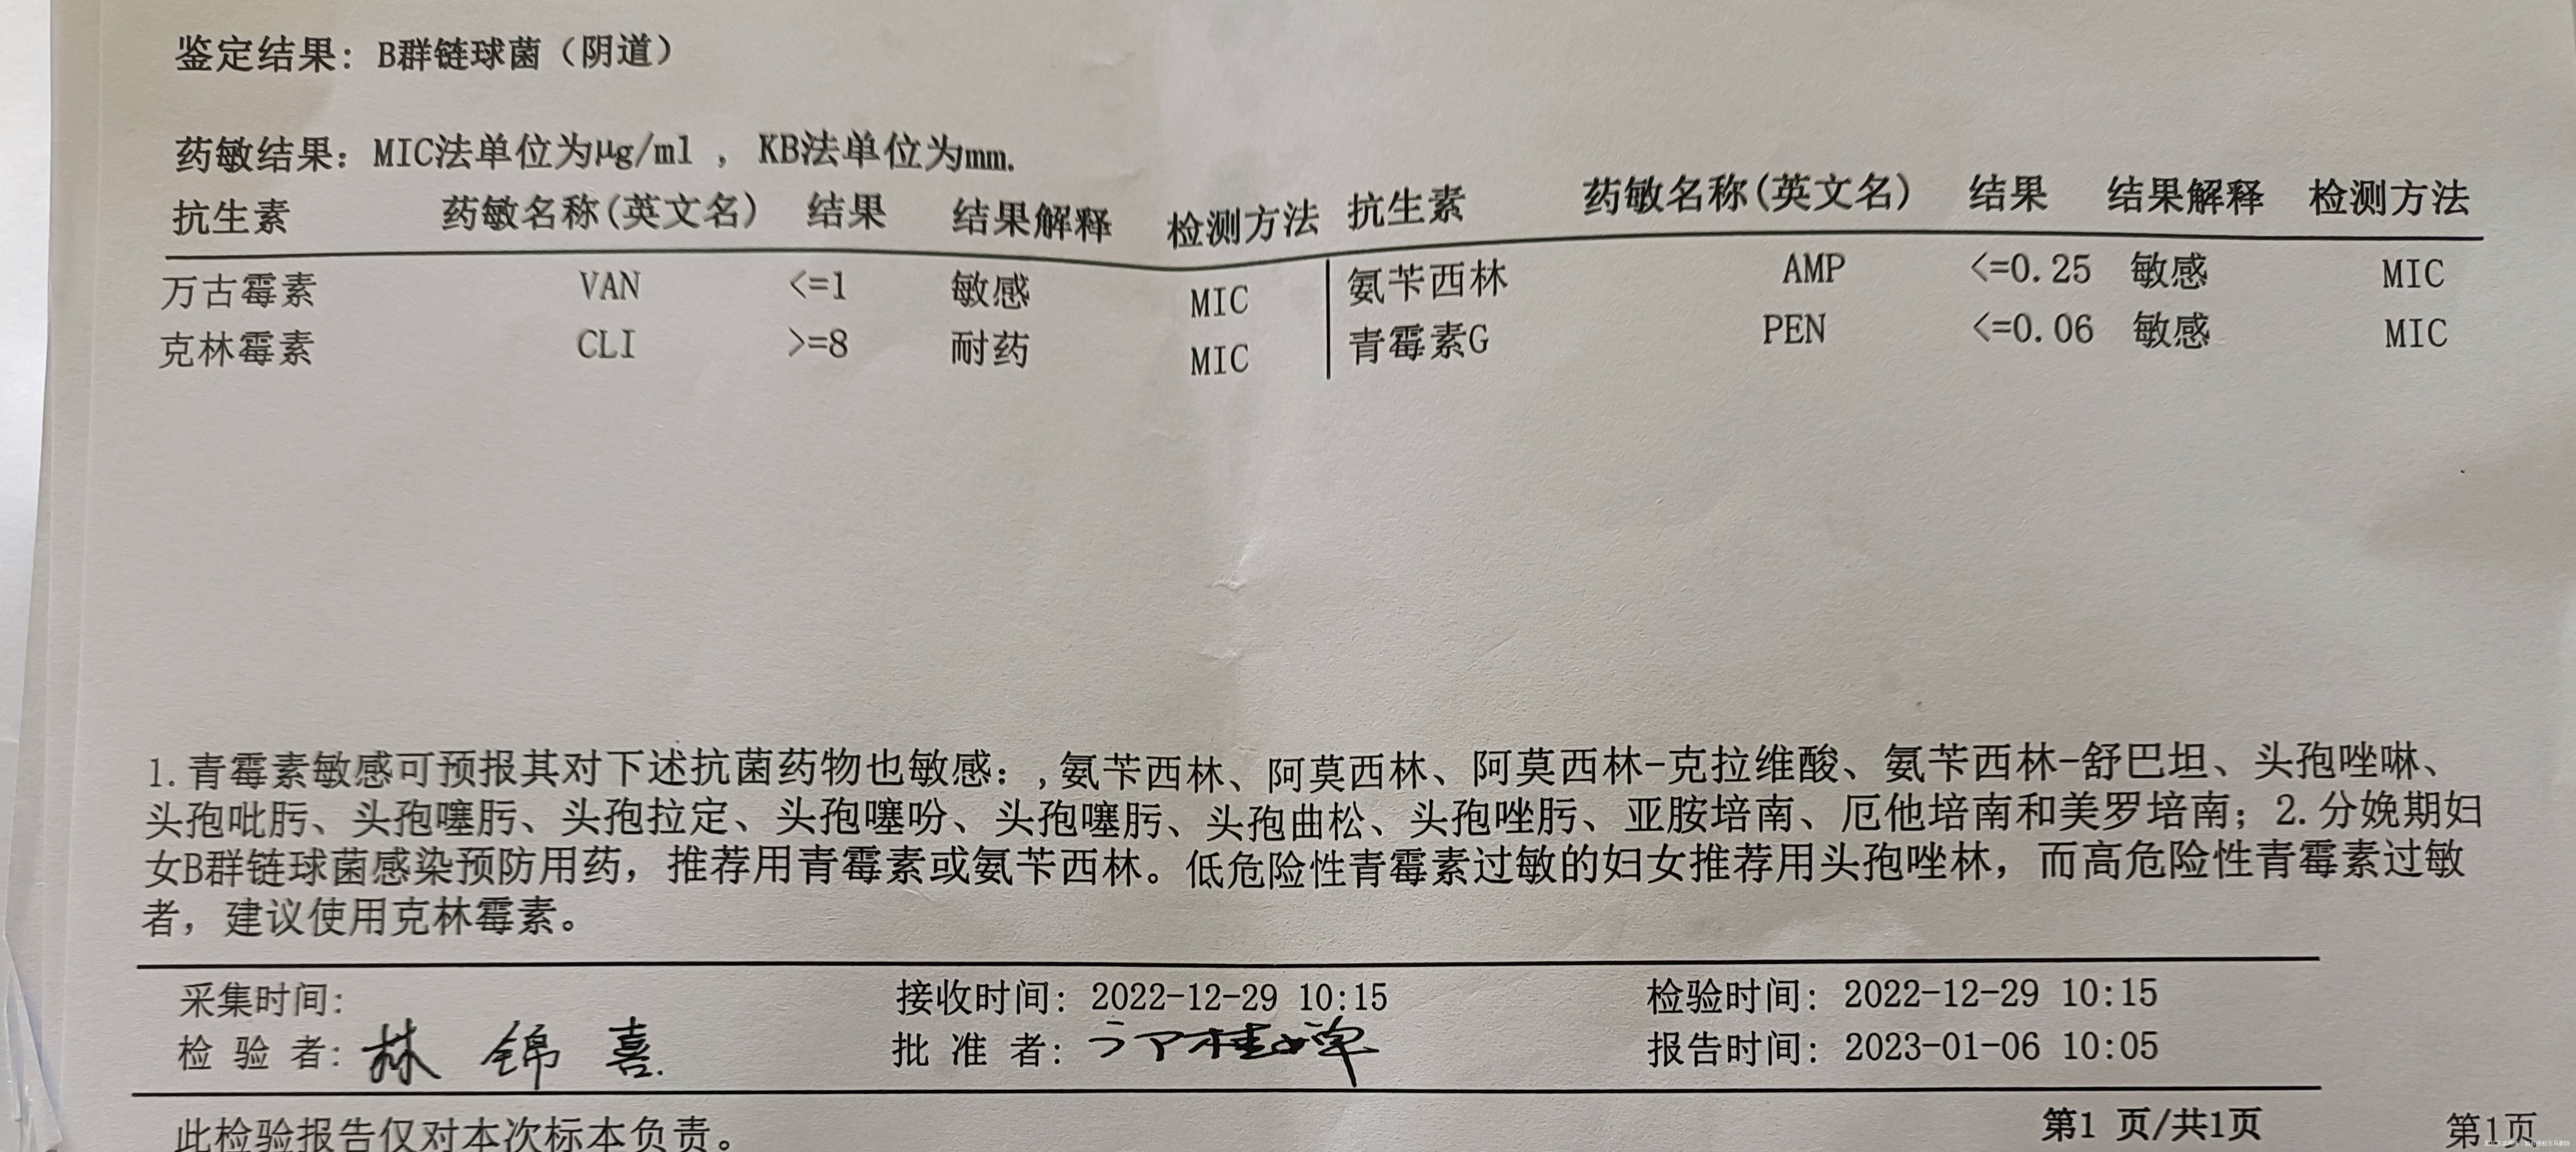 鉴定结果: B群链球菌（阴道）
药敏结果: MIC法单位为μg/ml , KB法单位为mm.
抗生素 药敏名称(英文名) 结果 结果解释 检测方法 抗生素 药敏名称(英文名) 结果 结果解释 检测方法
万古霉素 VAN <=1 敏感 MIC 氨苄西林 AMP <=0.25 敏感 MIC
克林霉素 CLI >=8 耐药 MIC 青霉素G PEN <=0.06 敏感 MIC
1.青霉素敏感可预报其对下述抗菌药物也敏感: ,氨苄西林、阿莫西林、阿莫西林-克拉维酸、氨苄西林-舒巴坦、头孢唑啉、
头孢吡肟、头孢噻肟、头孢拉定、头孢噻吩、头孢噻肟、头孢曲松、头孢唑肟、亚胺培南、厄他培南和美罗培南; 2.分娩期妇
女B群链球菌感染预防用药，推荐用青霉素或氨苄西林。低危险性青霉素过敏的妇女推荐用头孢唑林，而高危险性青霉素过敏
者，建议使用克林霉素。
采集时间: 接收时间: 2022-12-29 10:15 检验时间: 2022-12-29 10:15
检 验 者: 林 锦 喜 批 准 者: 报告时间: 2023-01-06 10:05
此检验报告仅对本次标本负责。 第1 页/共1页 第1页